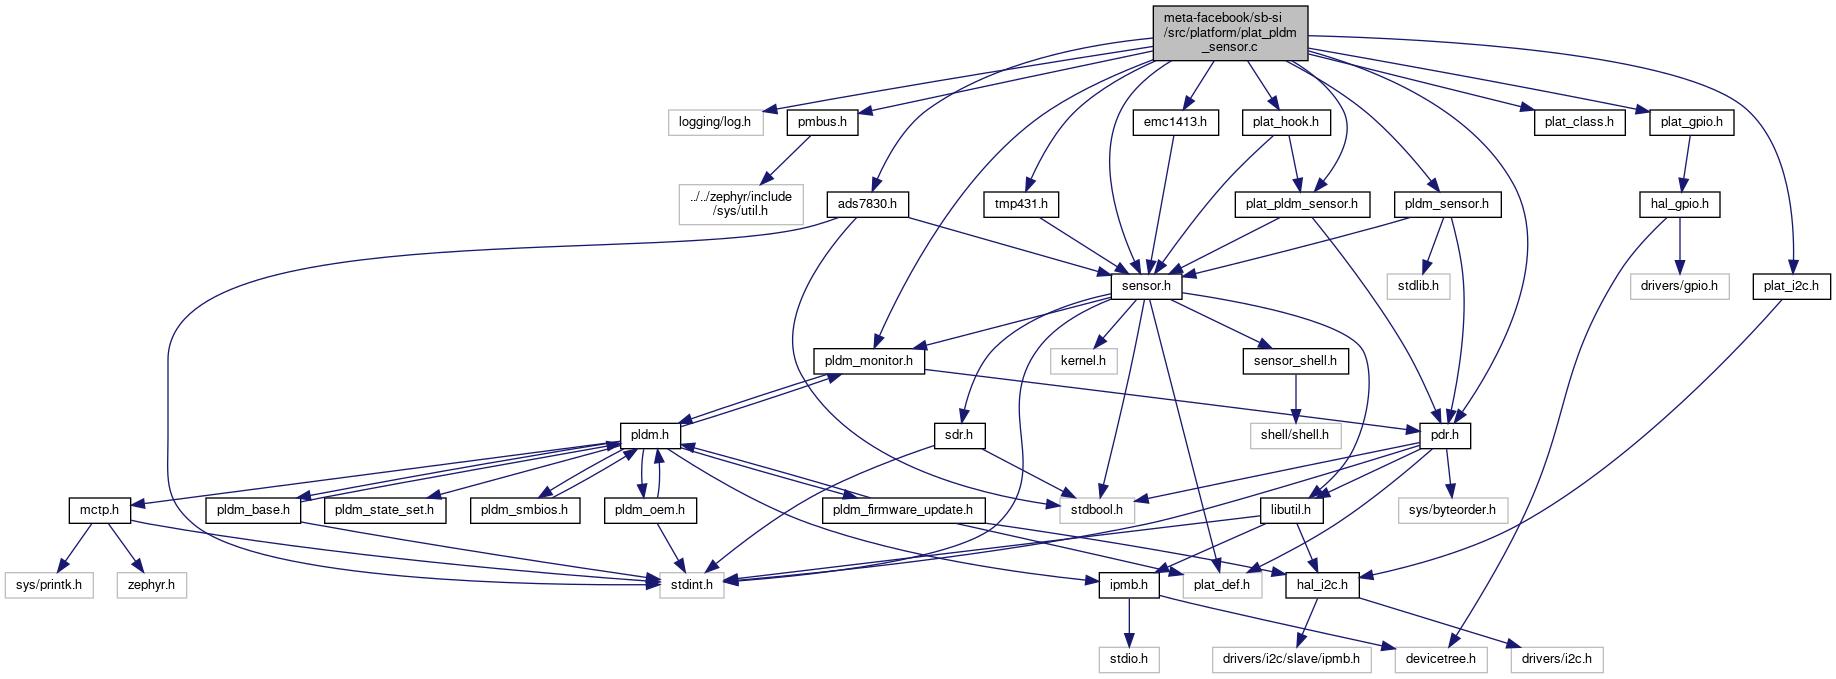 meta-facebook/sb-si
/src/platform/plat_pldm
_sensor.c
logging/log.h
pmbus.h
emc1413.h
plat_hook.h
plat_class.h
plat_gpio.h
../../zephyr/include
/sys/util.h
ads7830.h
tmp431.h
plat_pldm_sensor.h
pldm_sensor.h
hal_gpio.h
sensor.h
stdlib.h
drivers/gpio.h
plat_i2c.h
pldm_monitor.h
kernel.h
sensor_shell.h
pldm.h
sdr.h
shell/shell.h
pdr.h
mctp.h
pldm_base.h
pldm_state_set.h
pldm_smbios.h
pldm_oem.h
pldm_firmware_update.h
stdbool.h
libutil.h
sys/byteorder.h
sys/printk.h
zephyr.h
stdint.h
ipmb.h
plat_def.h
hal_i2c.h
stdio.h
drivers/i2c/slave/ipmb.h
devicetree.h
drivers/i2c.h